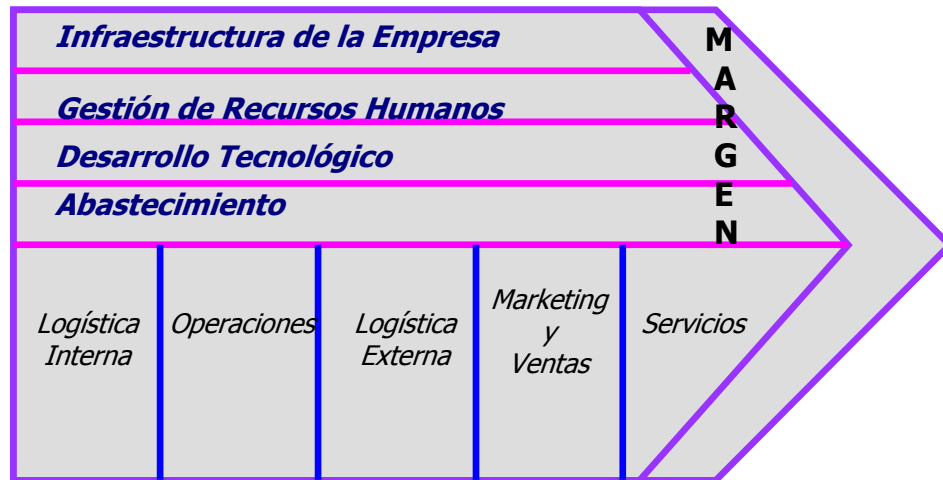 Infraestructura de la Empresa
Gestión de Recursos Humanos
Desarrollo Tecnológico
Abastecimiento
M
A
R
G
E
N
Logística
Interna
Operaciones
Logística
Externa
Marketing
y
Ventas
Servicios